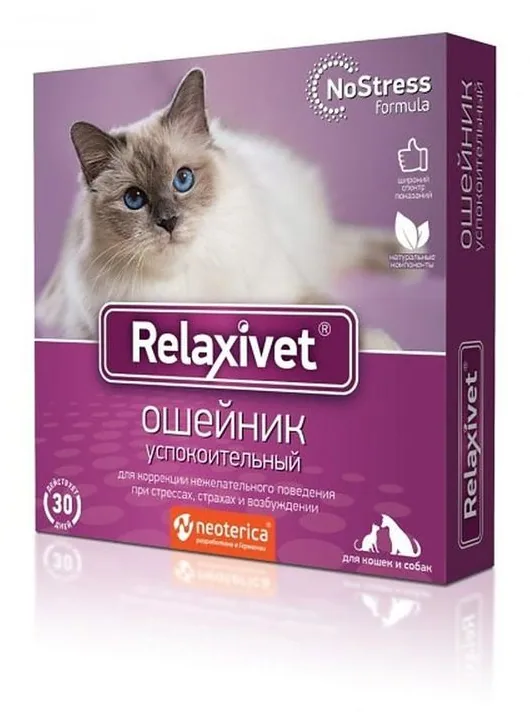 NoStress
formula
широкий
спектр
показаний
натуральные
компоненты
Relaxivet®
ошейник
успокоительный
для коррекции нежелательного поведения
при стрессах, страхах и возбуждении
ДЕЙСТВУЕТ
30
ДНЕЙ
neoterica®
разработано в Германии
для кошек и собак
ошейник
успокоительный
Relaxivet®